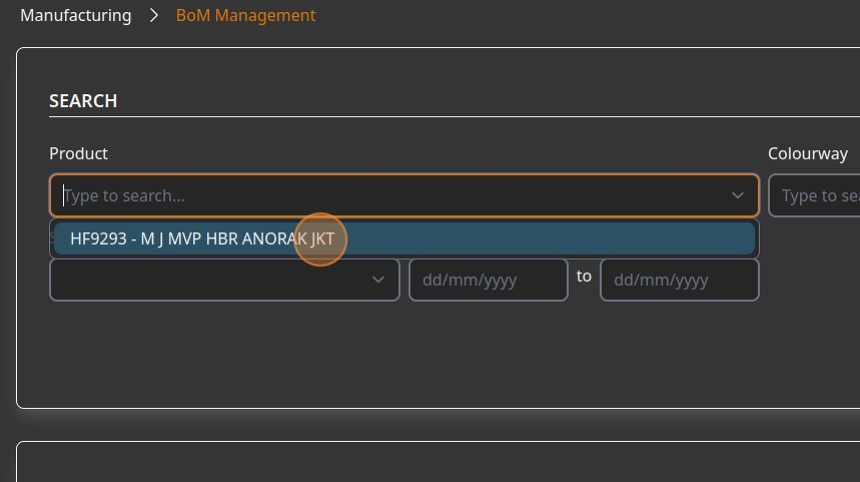 Manufacturing > BoM Management
SEARCH
Product Colourway
Type to search... Type to sea
HF9293 - M J MVP HBR ANORAK JKT
dd/mm/yyyy to dd/mm/yyyy